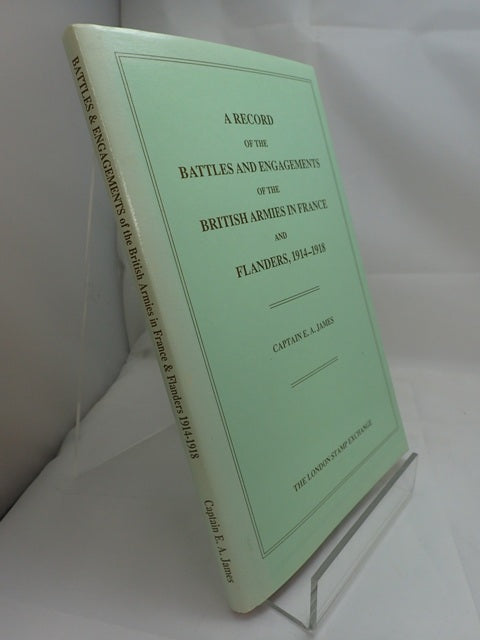 A RECORD
OF THE
BATTLES AND ENGAGEMENTS
OF THE
BRITISH ARMIES IN FRANCE
AND
FLANDERS, 1914–1918
CAPTAIN E. A. JAMES
THE LONDON STAMP EXCHANGE
BATTLES & ENGAGEMENTS of the British Armies in France & Flanders 1914-1918
Captain E. A. James